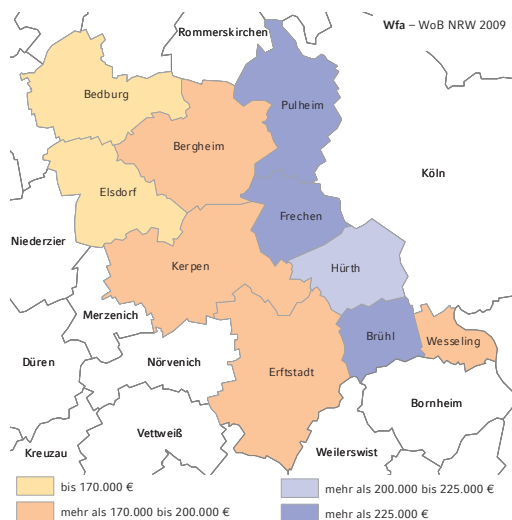 Rommerskirchen
Wfa – WoB NRW 2009
Bedburg
Pulheim
Bergheim
Köln
Elsdorf
Frechen
Niederzier
Kerpen
Hürth
Merzenich
Brühl
Wesseling
Düren
Nörvenich
Erftstadt
Bornheim
Vettweiß
Kreuzau
Weilerswist
bis 170.000 €
mehr als 200.000 bis 225.000 €
mehr als 170.000 bis 200.000 €
mehr als 225.000 €